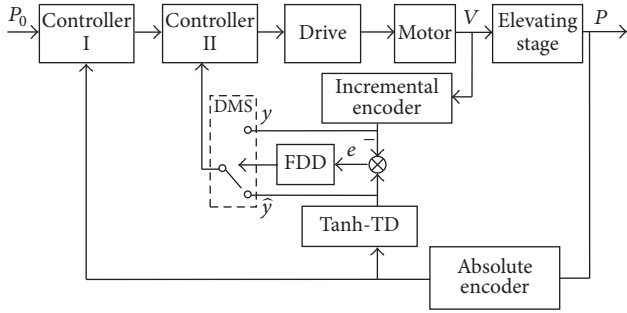 P₀
Controller
I
Controller
II
Drive
Motor
V
Elevating
stage
P
Incremental
encoder
DMS
y
−
FDD
e
ŷ
Tanh-TD
Absolute
encoder